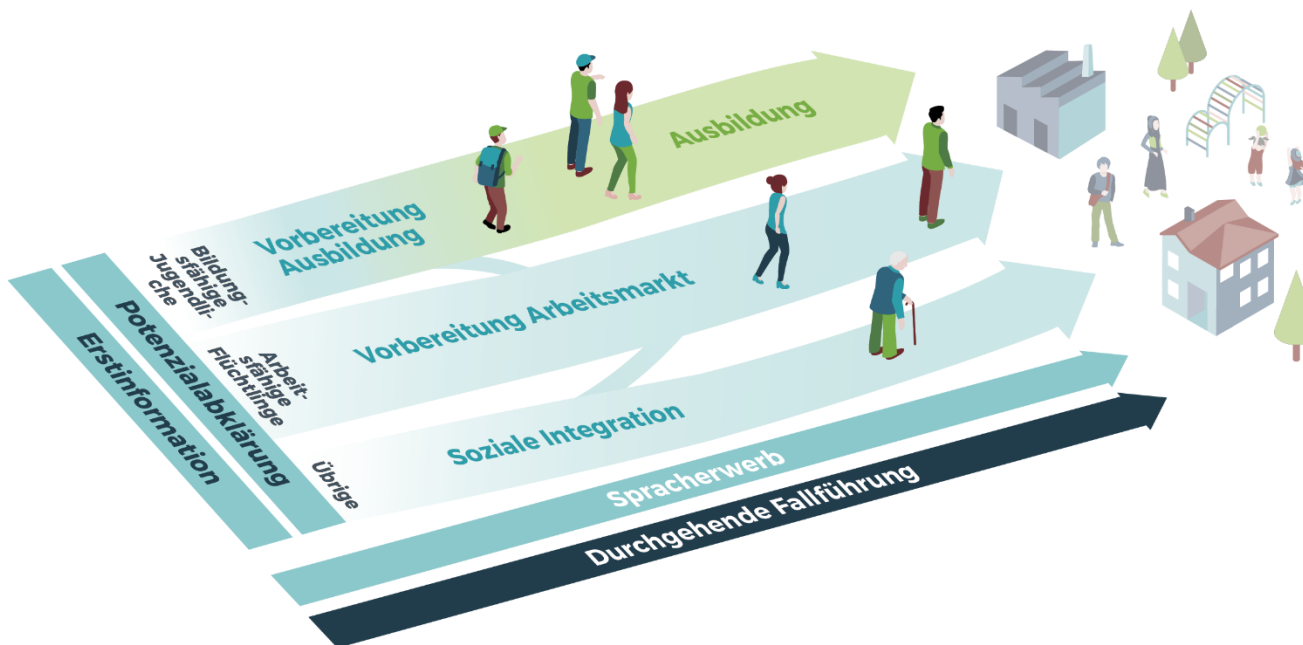 Erstinformation
Potenzialabklärung
Bildung-
sfähige
Jugendli-
che
Vorbereitung
Ausbildung
Ausbildung
Arbeit-
sfähige
Flüchtlinge
Vorbereitung Arbeitsmarkt
Übrige
Soziale Integration
Spracherwerb
Durchgehende Fallführung